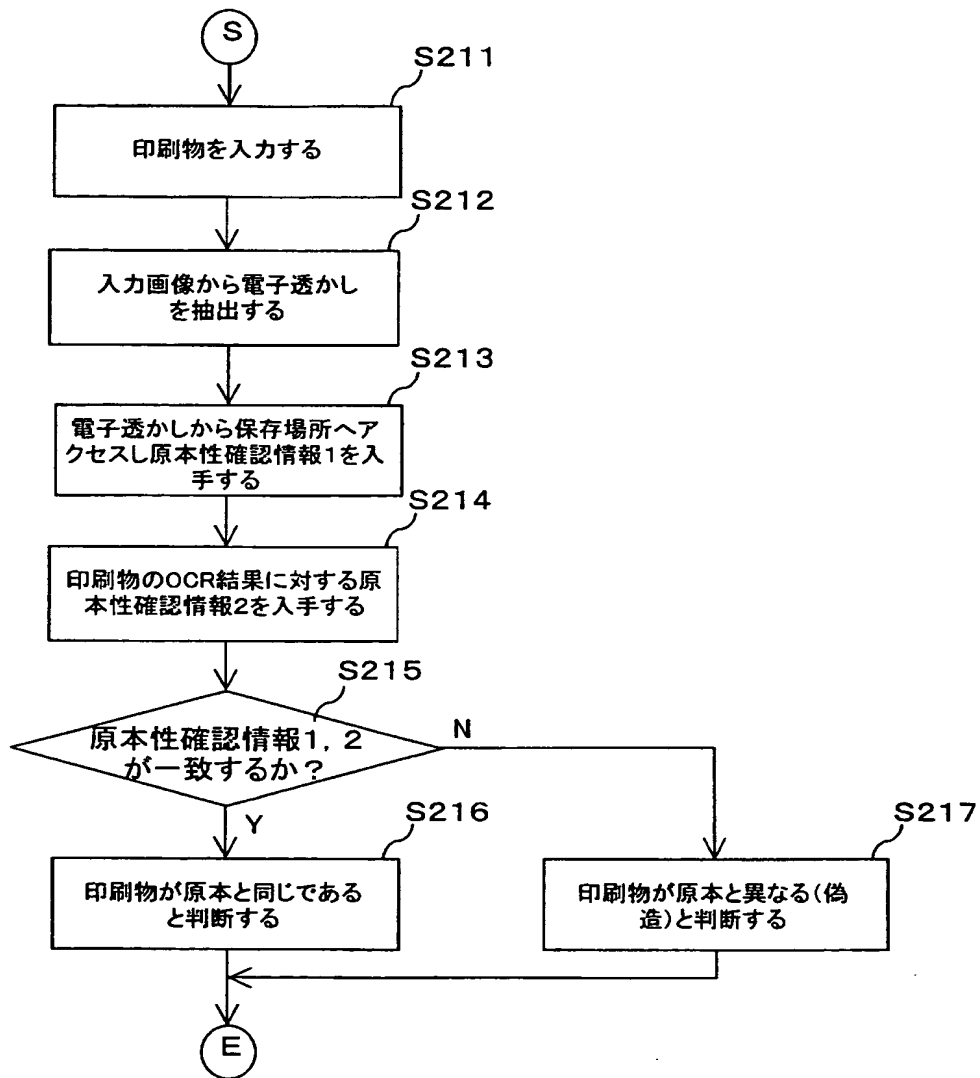 S
S211
印刷物を入力する
S212
入力画像から電子透かし
を抽出する
S213
電子透かしから保存場所へア
クセスし原本性確認情報1を入
手する
S214
印刷物のOCR結果に対する原
本性確認情報2を入手する
S215
原本性確認情報1，2
が一致するか？
N
Y
S216
印刷物が原本と同じである
と判断する
S217
印刷物が原本と異なる(偽
造)と判断する
E